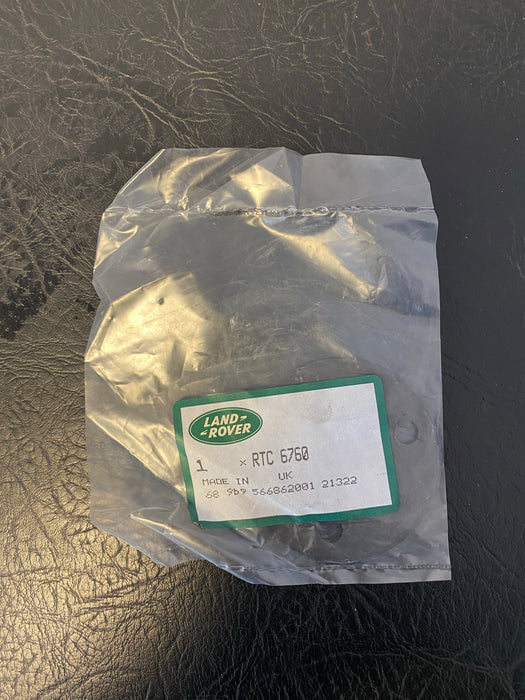 LAND-
-ROVER
1 × RTC 6760
MADE IN UK
68 9b9 566862001 21322